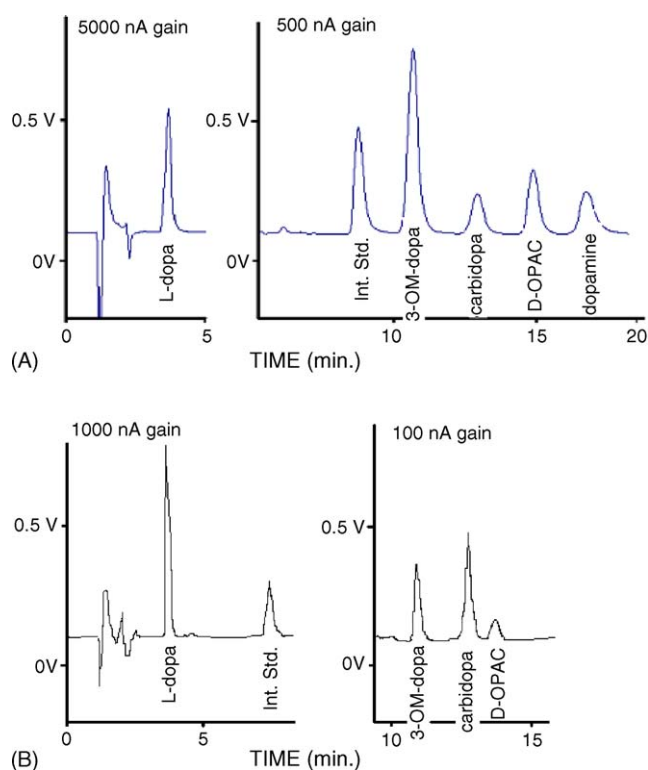 5000 nA gain
500 nA gain
0.5 V
0.5 V
0V
0V
L-dopa
Int. Std.
3-OM-dopa
carbidopa
D-OPAC
dopamine
0
5
10
15
20
(A)
TIME (min.)
1000 nA gain
100 nA gain
0.5 V
0.5 V
0V
0V
L-dopa
Int. Std.
3-OM-dopa
carbidopa
D-OPAC
0
5
10
15
(B)
TIME (min.)